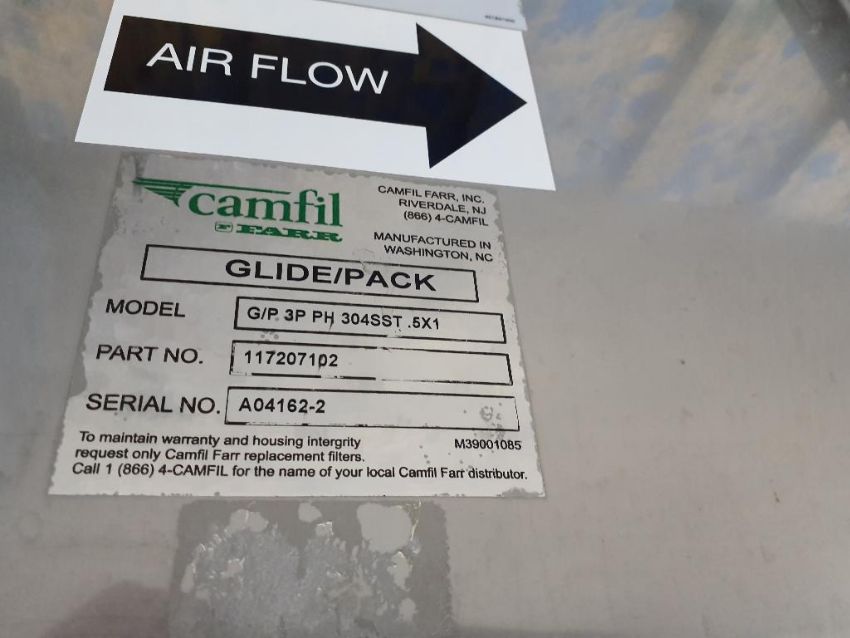 AIR FLOW
camfil
FARR
CAMFIL FARR, INC.
RIVERDALE, NJ
(866) 4-CAMFIL
MANUFACTURED IN
WASHINGTON, NC
GLIDE/PACK
MODEL G/P 3P PH 304SST .5X1
PART NO. 117207102
SERIAL NO. A04162-2
To maintain warranty and housing intergrity
request only Camfil Farr replacement filters.
Call 1 (866) 4-CAMFIL for the name of your local Camfil Farr distributor.
M39001085